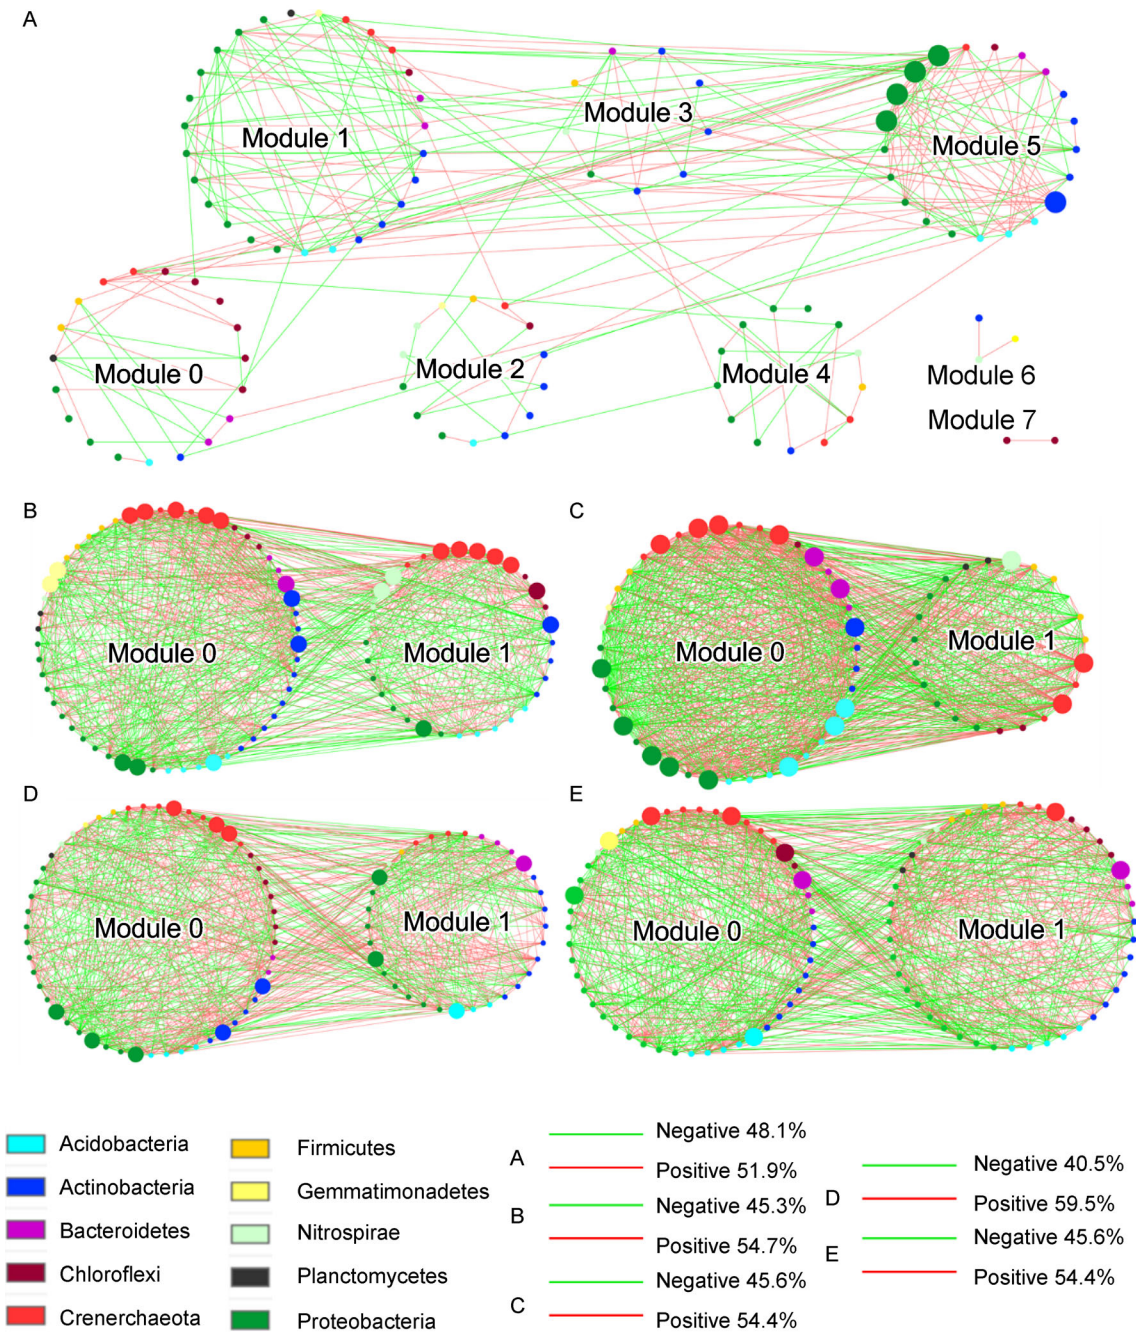 A
Module 1
Module 3
Module 5
Module 0
Module 2
Module 4
Module 6
Module 7
B
Module 0
Module 1
C
Module 0
Module 1
D
Module 0
Module 1
E
Module 0
Module 1
Acidobacteria
Actinobacteria
Bacteroidetes
Chloroflexi
Crenerchaeota
Firmicutes
Gemmatimonadetes
Nitrospirae
Planctomycetes
Proteobacteria
A
Negative 48.1%
Positive 51.9%
B
Negative 45.3%
Positive 54.7%
C
Negative 45.6%
Positive 54.4%
D
Negative 40.5%
Positive 59.5%
E
Negative 45.6%
Positive 54.4%